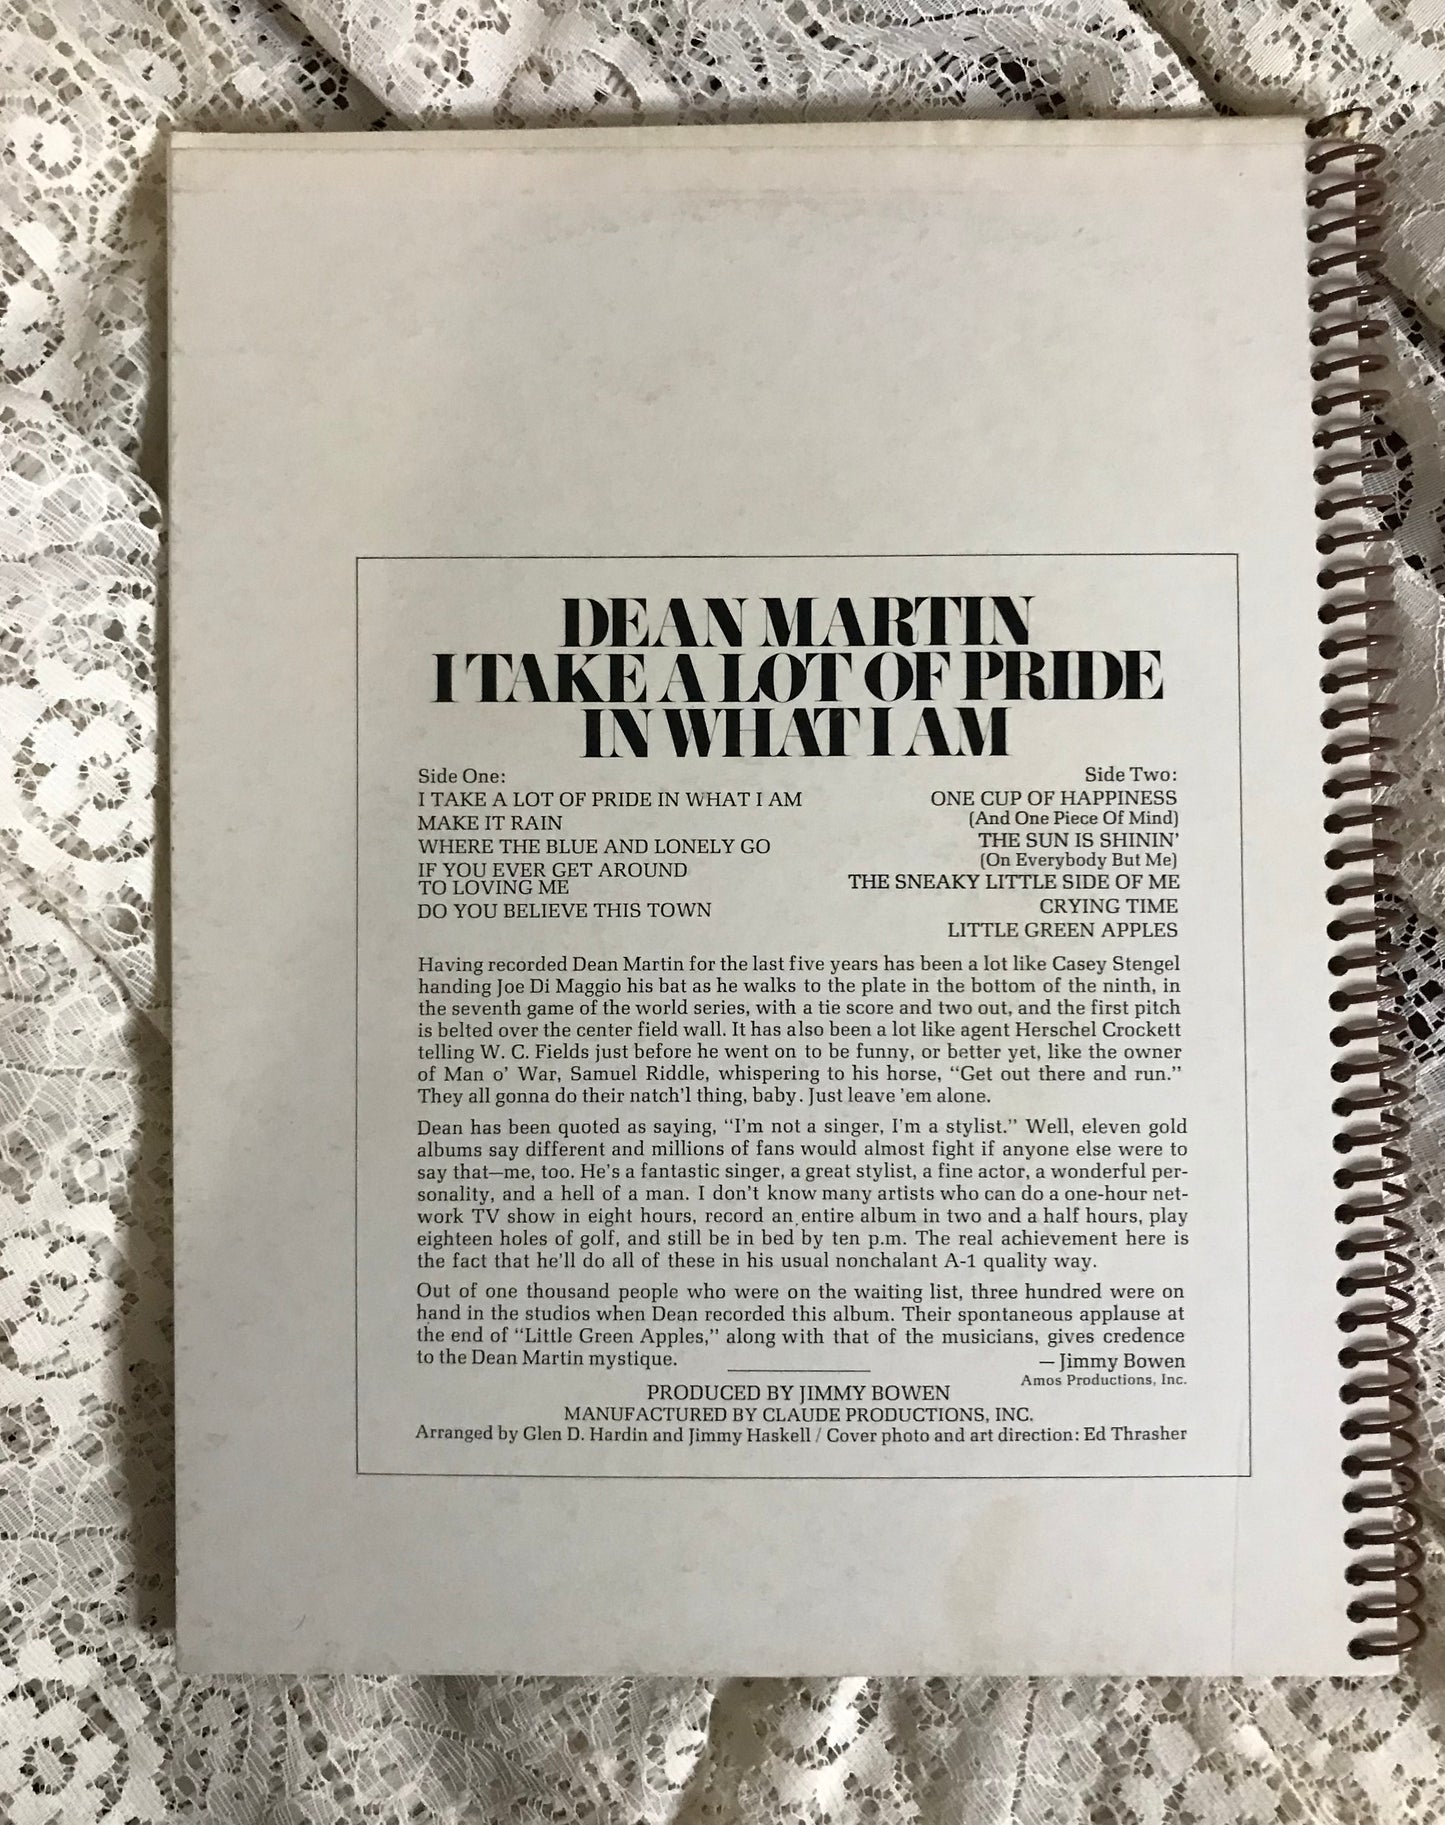 DEAN MARTIN
I TAKE A LOT OF PRIDE
IN WHAT I AM
Side One:
I TAKE A LOT OF PRIDE IN WHAT I AM
MAKE IT RAIN
WHERE THE BLUE AND LONELY GO
IF YOU EVER GET AROUND
TO LOVING ME
DO YOU BELIEVE THIS TOWN
Side Two:
ONE CUP OF HAPPINESS
(And One Piece Of Mind)
THE SUN IS SHININ'
(On Everybody But Me)
THE SNEAKY LITTLE SIDE OF ME
CRYING TIME
LITTLE GREEN APPLES
Having recorded Dean Martin for the last five years has been a lot like Casey Stengel
handing Joe Di Maggio his bat as he walks to the plate in the bottom of the ninth, in
the seventh game of the world series, with a tie score and two out, and the first pitch
is belted over the center field wall. It has also been a lot like agent Herschel Crockett
telling W. C. Fields just before he went on to be funny, or better yet, like the owner
of Man o' War, Samuel Riddle, whispering to his horse, "Get out there and run."
They all gonna do their natch'l thing, baby. Just leave 'em alone.
Dean has been quoted as saying, "I'm not a singer, I'm a stylist." Well, eleven gold
albums say different and millions of fans would almost fight if anyone else were to
say that—me, too. He's a fantastic singer, a great stylist, a fine actor, a wonderful per-
sonality, and a hell of a man. I don't know many artists who can do a one-hour net-
work TV show in eight hours, record an entire album in two and a half hours, play
eighteen holes of golf, and still be in bed by ten p.m. The real achievement here is
the fact that he'll do all of these in his usual nonchalant A-1 quality way.
Out of one thousand people who were on the waiting list, three hundred were on
hand in the studios when Dean recorded this album. Their spontaneous applause at
the end of "Little Green Apples," along with that of the musicians, gives credence
to the Dean Martin mystique.
— Jimmy Bowen
Amos Productions, Inc.
PRODUCED BY JIMMY BOWEN
MANUFACTURED BY CLAUDE PRODUCTIONS, INC.
Arranged by Glen D. Hardin and Jimmy Haskell / Cover photo and art direction: Ed Thrasher